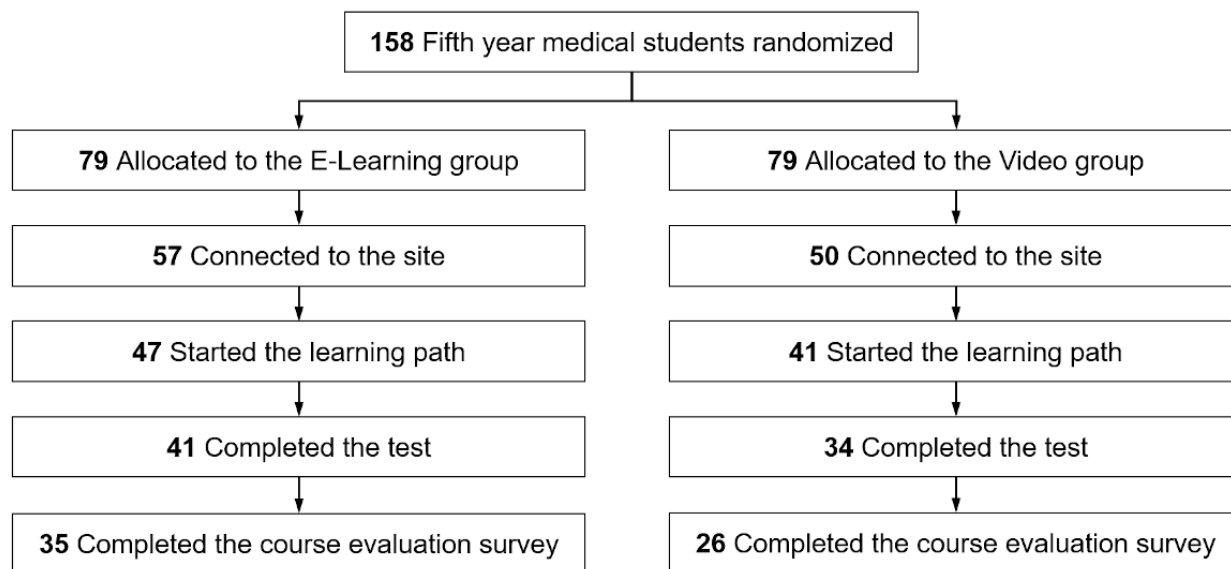 158 Fifth year medical students randomized
79 Allocated to the E-Learning group
79 Allocated to the Video group
57 Connected to the site
50 Connected to the site
47 Started the learning path
41 Started the learning path
41 Completed the test
34 Completed the test
35 Completed the course evaluation survey
26 Completed the course evaluation survey